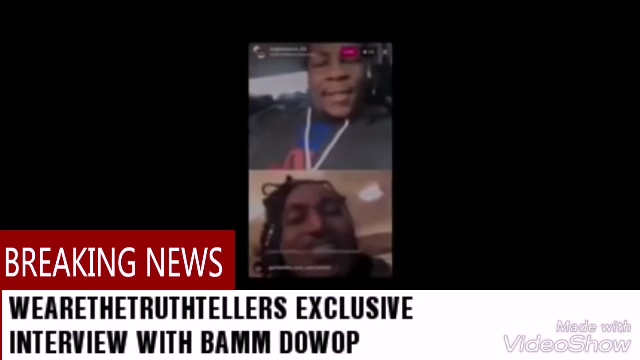 BREAKING NEWS
WEARETHETRUTHTELLERS EXCLUSIVE
INTERVIEW WITH BAMM DOWOP
Made with
VideoShow